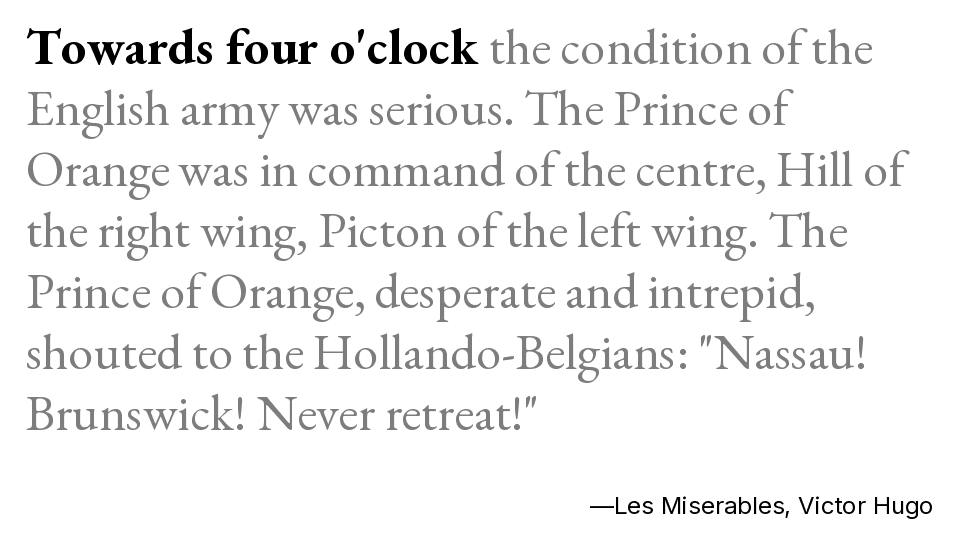 Towards four o'clock the condition of the
English army was serious. The Prince of
Orange was in command of the centre, Hill of
the right wing, Picton of the left wing. The
Prince of Orange, desperate and intrepid,
shouted to the Hollando-Belgians: "Nassau!
Brunswick! Never retreat!"
—Les Miserables, Victor Hugo